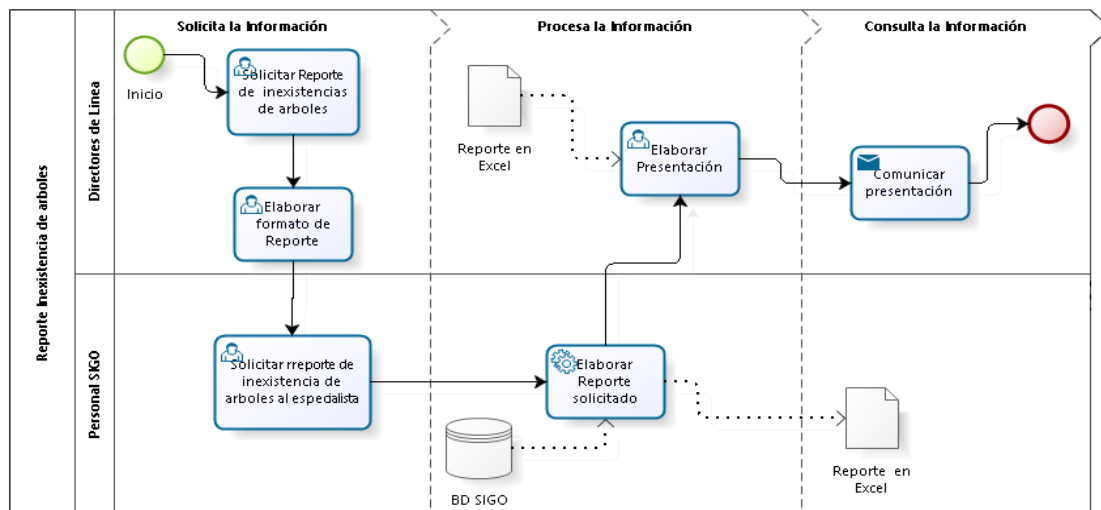 Solicita la Información
Procesa la Información
Consulta la Información
Reporte Inexistencia de arboles
Directores de Linea
Personal SIGO
Inicio
Solicitar Reporte
de inexistencias
de arboles
Elaborar
formato de
Reporte
Reporte en
Excel
Elaborar
Presentación
Comunicar
presentación
Solicitar rreporte de
inexistencia de
arboles al especialista
Elaborar
Reporte
solicitado
BD SIGO
Reporte en
Excel